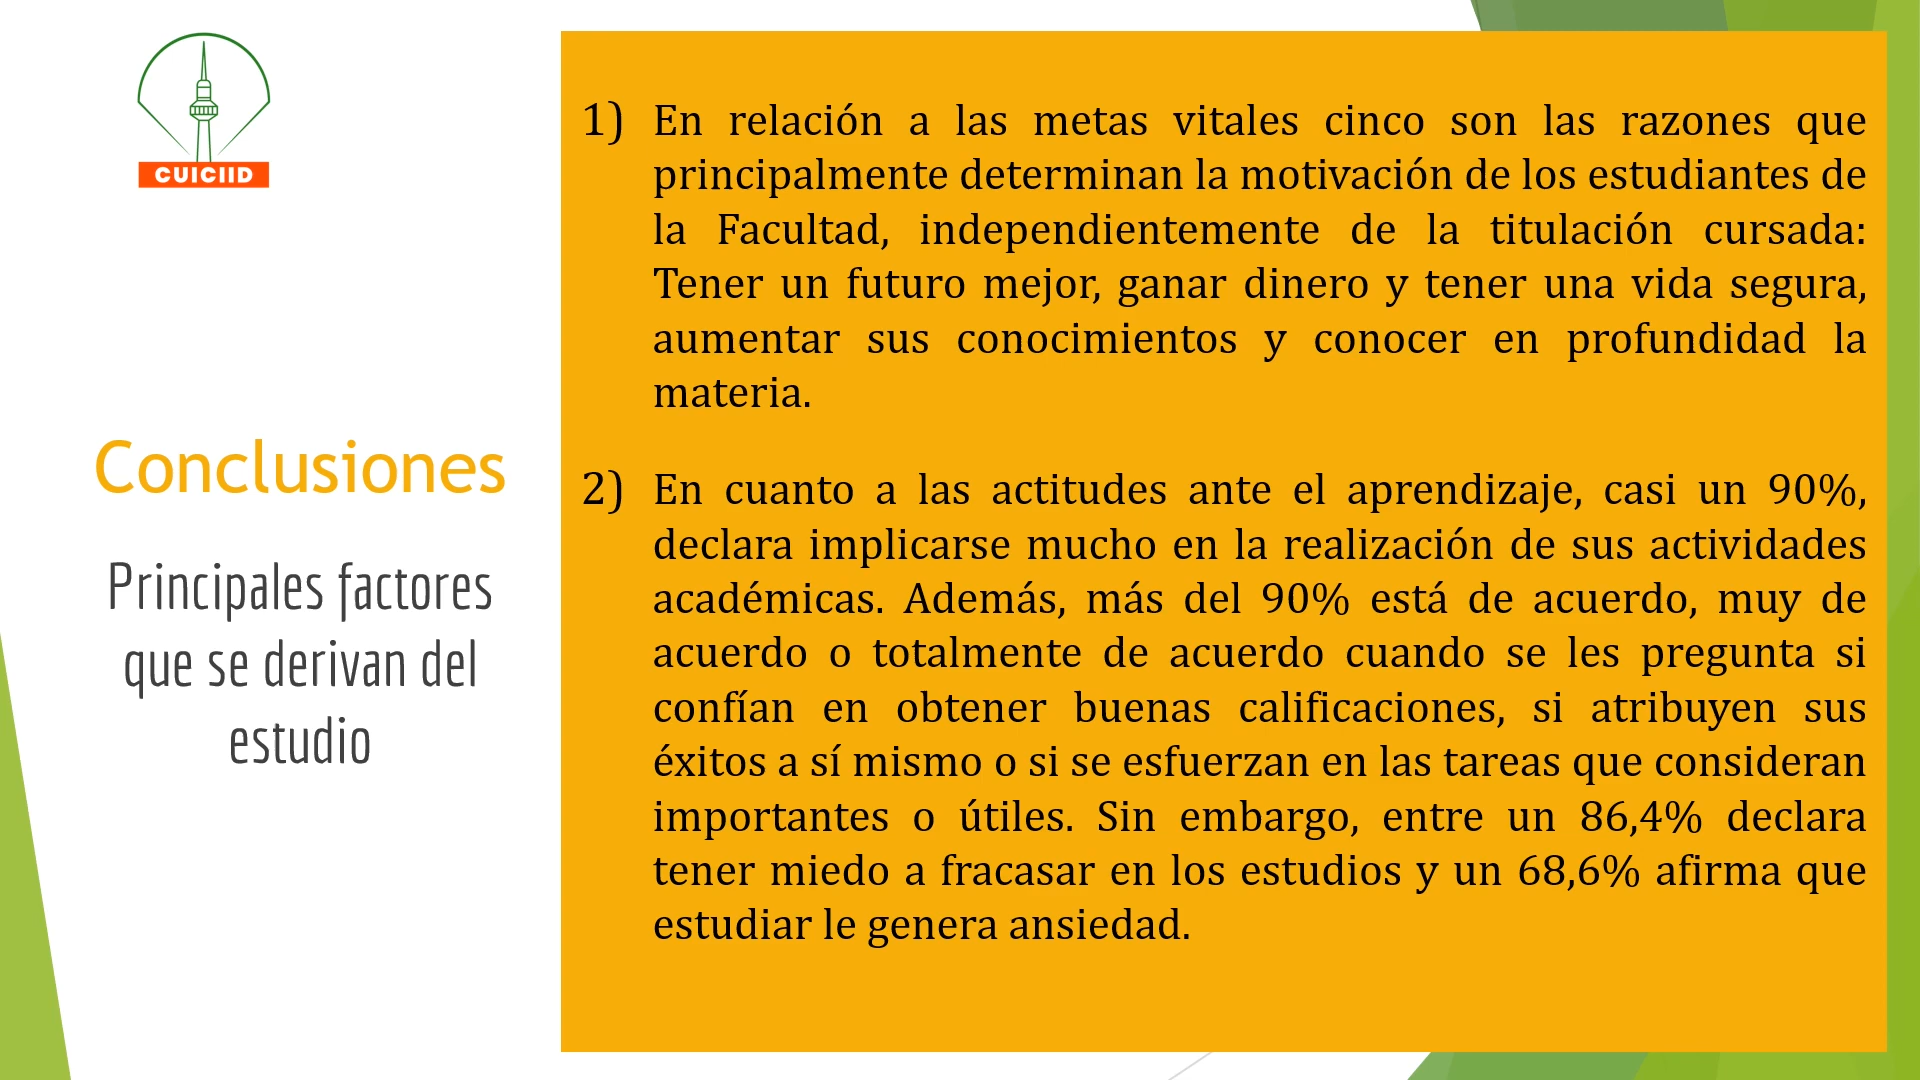 CUICIID
Conclusiones
Principales factores
que se derivan del
estudio
1) En relación a las metas vitales cinco son las razones que
principalmente determinan la motivación de los estudiantes de
la Facultad, independientemente de la titulación cursada:
Tener un futuro mejor, ganar dinero y tener una vida segura,
aumentar sus conocimientos y conocer en profundidad la
materia.
2) En cuanto a las actitudes ante el aprendizaje, casi un 90%,
declara implicarse mucho en la realización de sus actividades
académicas. Además, más del 90% está de acuerdo, muy de
acuerdo o totalmente de acuerdo cuando se les pregunta si
confían en obtener buenas calificaciones, si atribuyen sus
éxitos a sí mismo o si se esfuerzan en las tareas que consideran
importantes o útiles. Sin embargo, entre un 86,4% declara
tener miedo a fracasar en los estudios y un 68,6% afirma que
estudiar le genera ansiedad.